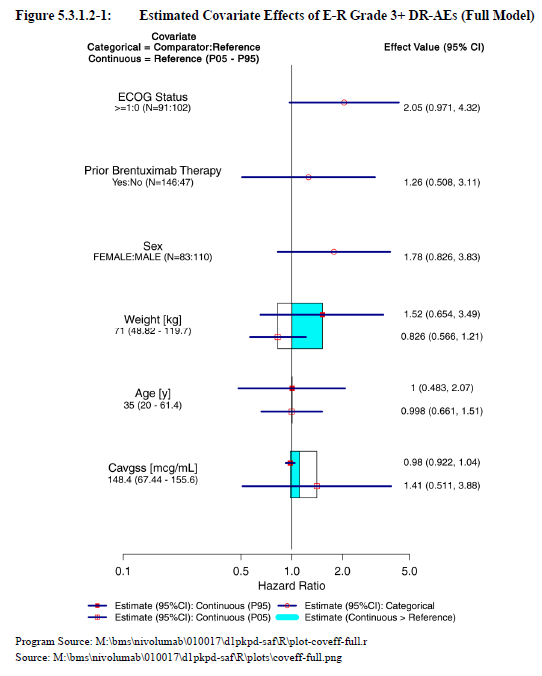 Figure 5.3.1.2-1: Estimated Covariate Effects of E-R Grade 3+ DR-AEs (Full Model)
Covariate
Categorical = Comparator:Reference
Continuous = Reference (P05 - P95)
Effect Value (95% CI)
ECOG Status
>=1:0 (N=91:102)
2.05 (0.971, 4.32)
Prior Brentuximab Therapy
Yes:No (N=146:47)
1.26 (0.508, 3.11)
Sex
FEMALE:MALE (N=83:110)
1.78 (0.826, 3.83)
Weight [kg]
71 (48.82 - 119.7)
1.52 (0.654, 3.49)
0.826 (0.566, 1.21)
Age [y]
35 (20 - 61.4)
1 (0.483, 2.07)
0.998 (0.661, 1.51)
Cavgss [mcg/mL]
148.4 (67.44 - 155.6)
0.98 (0.922, 1.04)
1.41 (0.511, 3.88)
0.1 0.5 1.0 2.0 5.0
Hazard Ratio
Estimate (95%CI): Continuous (P95) Estimate (95%CI): Categorical
Estimate (95%CI): Continuous (P05) Estimate (Continuous > Reference)
Program Source: M:\bms\nivolumab\010017\d1pkpd-saf\R\plot-coveff-full.r
Source: M:\bms\nivolumab\010017\d1pkpd-saf\R\plots\coveff-full.png